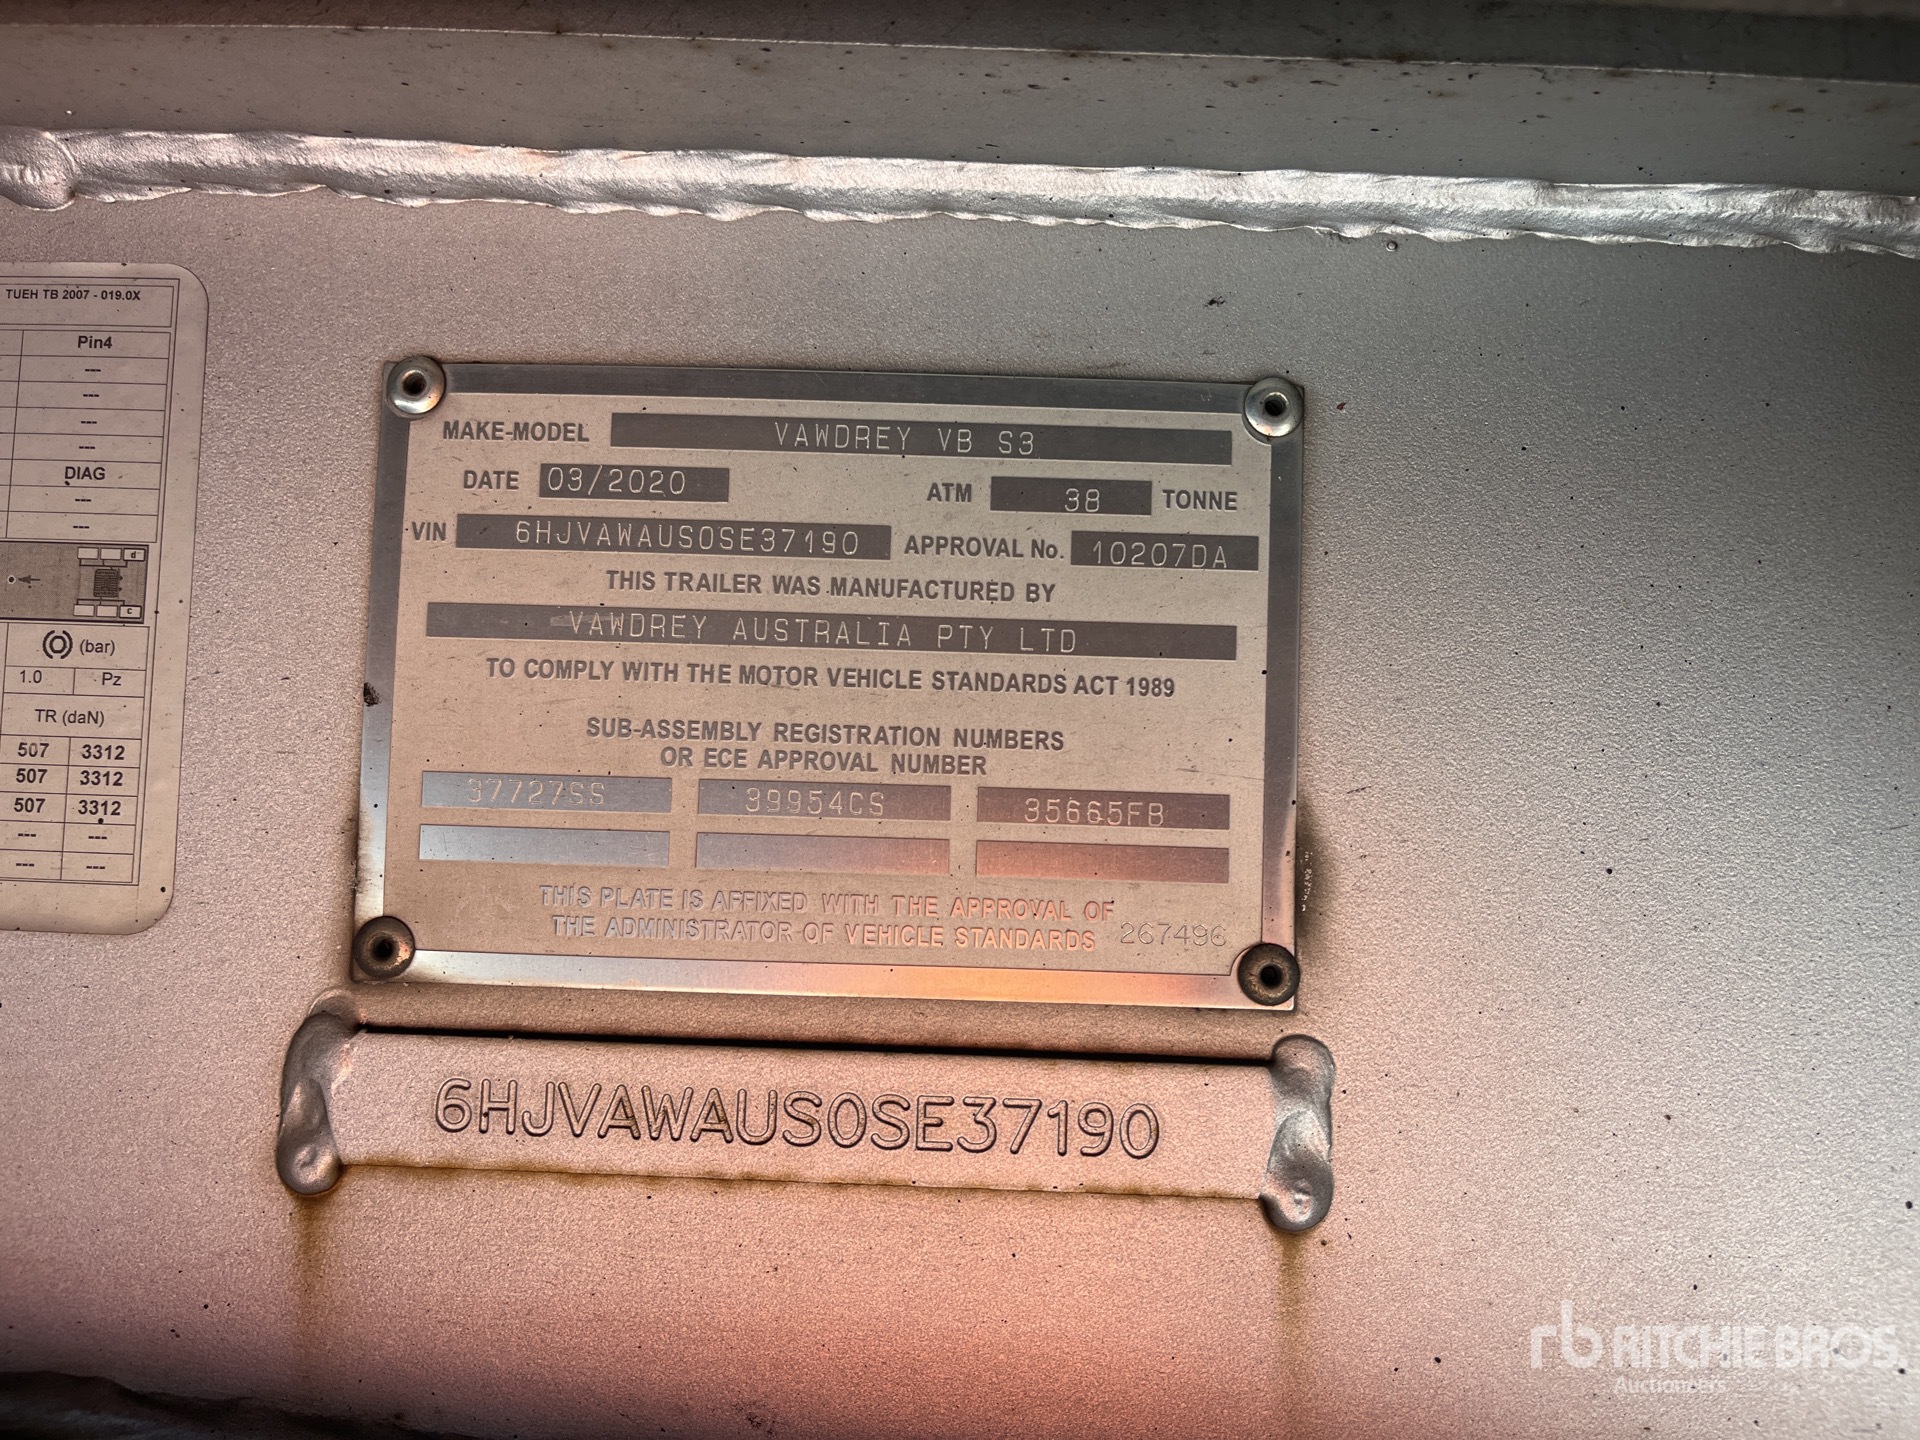 TUEH TB 2007 - 019.0X
Pin4
---
---
---
---
DIAG
---
---
d
c
(bar)
1.0 Pz
TR (daN)
507 3312
507 3312
507 3312
--- ---
--- ---
MAKE-MODEL VAWDREY VB S3
DATE 03/2020 ATM 38 TONNE
VIN 6HJVAWAUS0SE37190 APPROVAL No. 10207DA
THIS TRAILER WAS MANUFACTURED BY
VAWDREY AUSTRALIA PTY LTD
TO COMPLY WITH THE MOTOR VEHICLE STANDARDS ACT 1989
SUB-ASSEMBLY REGISTRATION NUMBERS
OR ECE APPROVAL NUMBER
37727SS 39954CS 35665FB
THIS PLATE IS AFFIXED WITH THE APPROVAL OF
THE ADMINISTRATOR OF VEHICLE STANDARDS 267496
6HJVAWAUS0SE37190
rb RITCHIE BROS.
Auctioneers